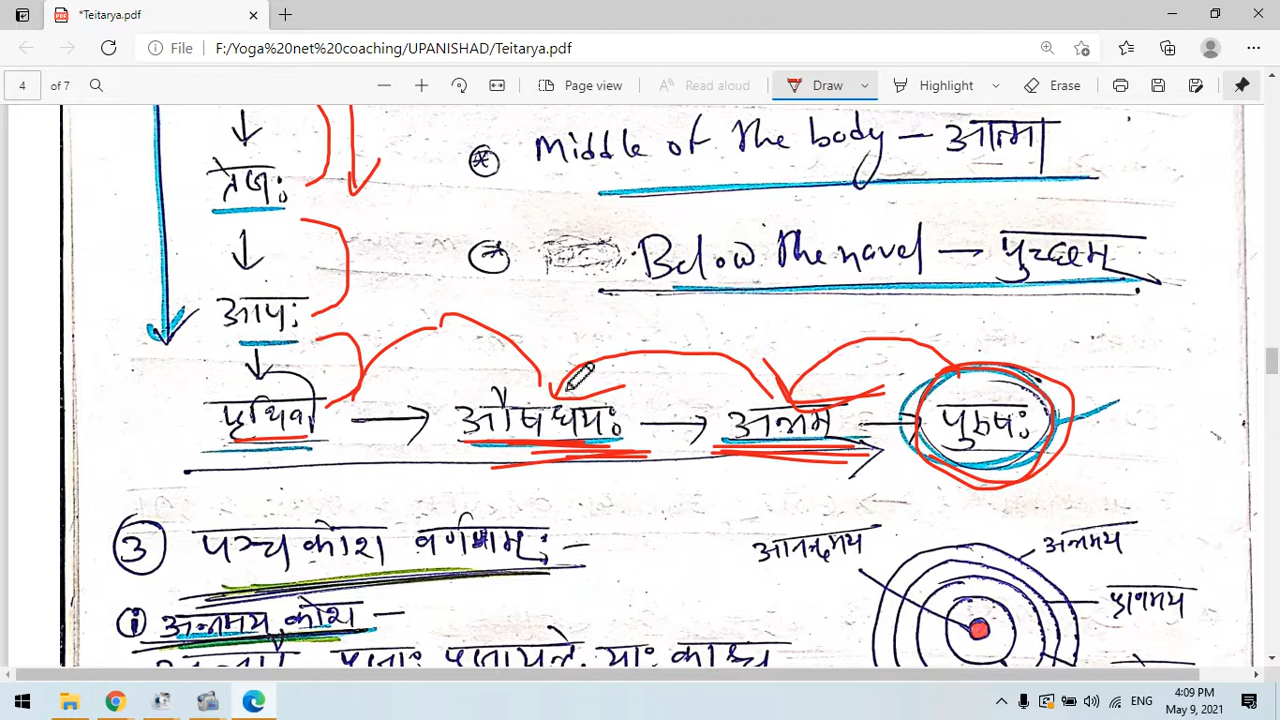 *Teitarya.pdf
File F:/Yoga%20net%20coaching/UPANISHAD/Teitarya.pdf
4 of 7 Page view Read aloud Draw Highlight Erase
Middle of the body – आत्मा
तेजः
Below the navel – पुच्छम
आपः
पृथिवी → औषधयः → अन्नम → पुरुषः
③ पञ्च कोश वर्णनम् :-
आनन्दमय
अन्नमय
प्राणमय
(i) अन्नमय कोश –
ENG
4:09 PM
May 9, 2021